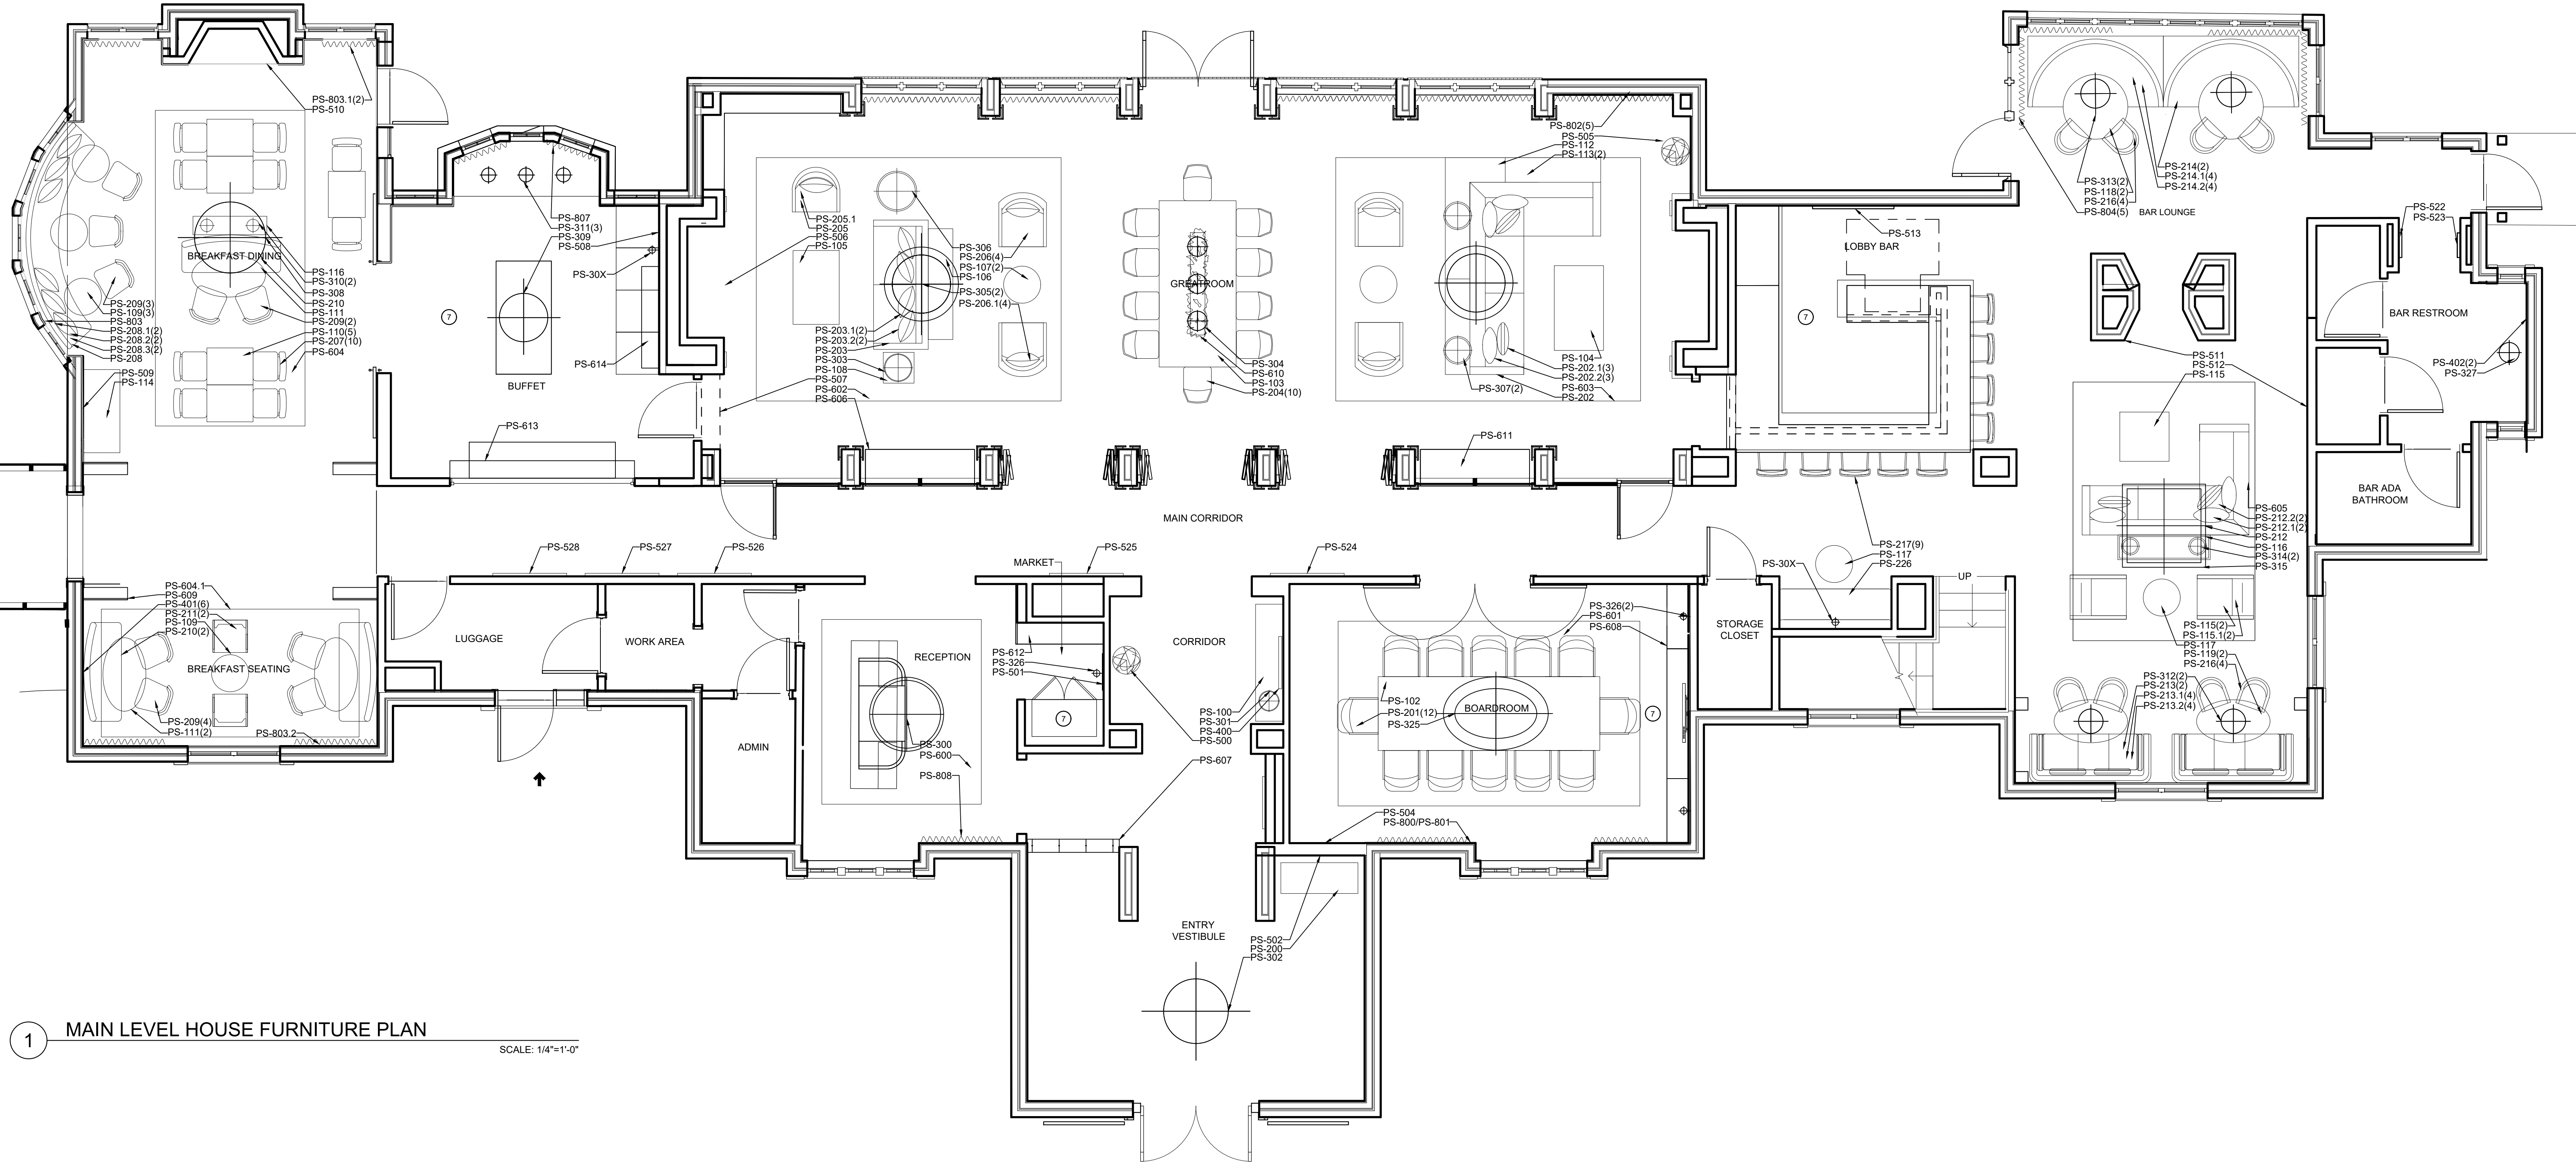 PS-803.1(2)
PS-510
BREAKFAST DINING
PS-116
PS-310(2)
PS-308
PS-210
PS-111
PS-209(2)
PS-110(5)
PS-207(10)
PS-604
PS-209(3)
PS-109(3)
PS-803
PS-208.1(2)
PS-208.2(2)
PS-208.3(2)
PS-208
PS-509
PS-114
PS-807
PS-311(3)
PS-309
PS-508
PS-30X
7
PS-614
BUFFET
PS-613
PS-205.1
PS-205
PS-506
PS-105
PS-306
PS-206(4)
PS-107(2)
PS-106
PS-305(2)
PS-206.1(4)
PS-203.1(2)
PS-203.2(2)
PS-203
PS-303
PS-108
PS-507
PS-602
PS-606
GREATROOM
PS-304
PS-610
PS-103
PS-204(10)
PS-802(5)
PS-505
PS-112
PS-113(2)
PS-104
PS-202.1(3)
PS-202.2(3)
PS-307(2)
PS-603
PS-202
PS-611
PS-513
LOBBY BAR
7
PS-313(2)
PS-118(2)
PS-216(4)
PS-804(5)
PS-214(2)
PS-214.1(4)
PS-214.2(4)
BAR LOUNGE
PS-522
PS-523
BAR RESTROOM
PS-402(2)
PS-327
PS-511
PS-512
PS-115
BAR ADA
BATHROOM
PS-605
PS-212.2(2)
PS-212.1(2)
PS-212
PS-116
PS-314(2)
PS-315
MAIN CORRIDOR
PS-528
PS-527
PS-526
MARKET
PS-525
PS-524
PS-217(9)
PS-117
PS-226
PS-30X
UP
PS-115(2)
PS-115.1(2)
PS-117
PS-119(2)
PS-216(4)
PS-312(2)
PS-213(2)
PS-213.1(4)
PS-213.2(4)
PS-604.1
PS-609
PS-401(6)
PS-211(2)
PS-109
PS-210(2)
BREAKFAST SEATING
PS-209(4)
PS-111(2)
PS-803.2
LUGGAGE
WORK AREA
ADMIN
RECEPTION
PS-300
PS-600
PS-808
PS-612
PS-326
PS-501
7
CORRIDOR
PS-100
PS-301
PS-400
PS-500
PS-607
PS-326(2)
PS-601
PS-608
PS-102
PS-201(12)
PS-325
BOARDROOM
7
PS-504
PS-800/PS-801
STORAGE
CLOSET
ENTRY
VESTIBULE
PS-502
PS-200
PS-302
1
MAIN LEVEL HOUSE FURNITURE PLAN
SCALE: 1/4"=1'-0"